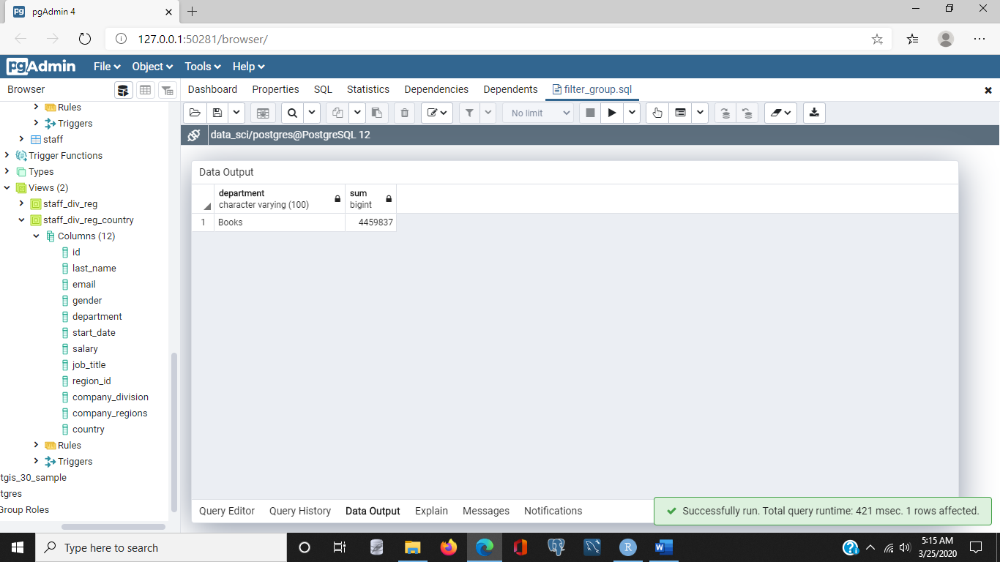 pgAdmin 4
127.0.0.1:50281/browser/
pgAdmin File Object Tools Help
Browser
Dashboard Properties SQL Statistics Dependencies Dependents filter_group.sql
No limit
data_sci/postgres@PostgreSQL 12
Rules
Triggers
staff
Trigger Functions
Types
Views (2)
staff_div_reg
staff_div_reg_country
Columns (12)
id
last_name
email
gender
department
start_date
salary
job_title
region_id
company_division
company_regions
country
Rules
Triggers
tgis_30_sample
tgres
Group Roles
Data Output
department sum
character varying (100) bigint
1 Books 4459837
Query Editor Query History Data Output Explain Messages Notifications
Successfully run. Total query runtime: 421 msec. 1 rows affected.
Type here to search
5:15 AM
3/25/2020